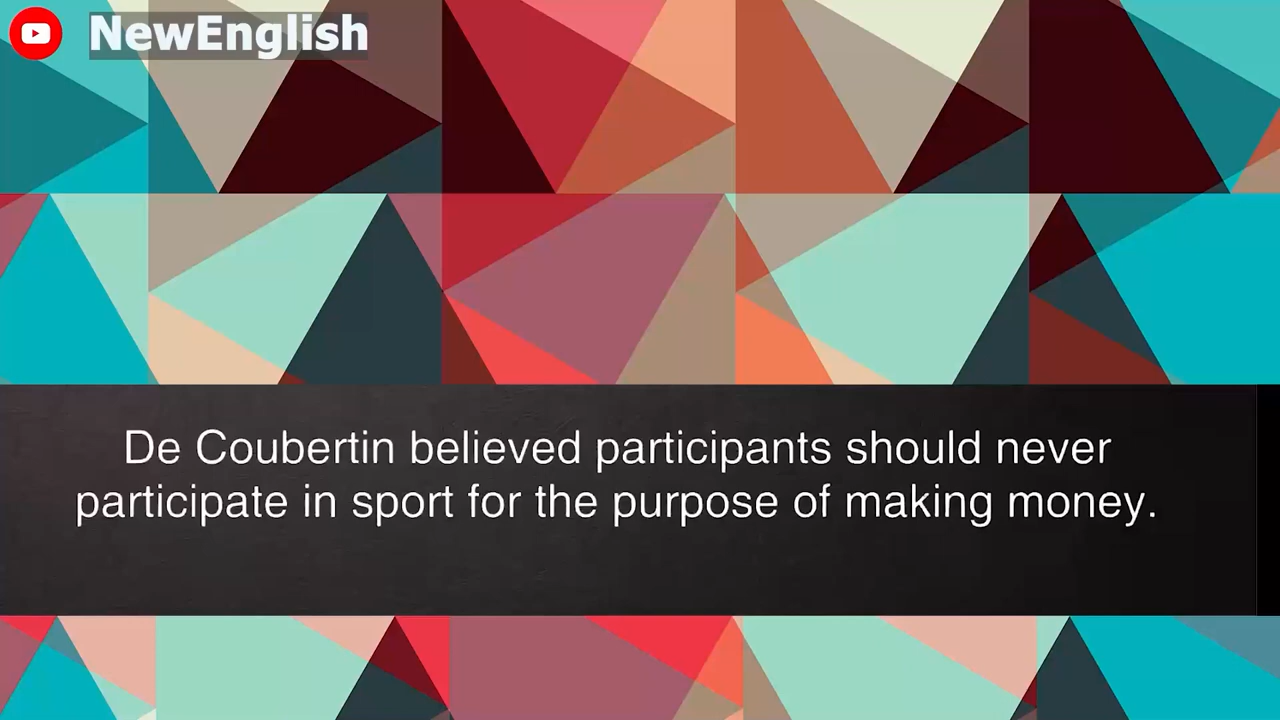 NewEnglish
De Coubertin believed participants should never
participate in sport for the purpose of making money.